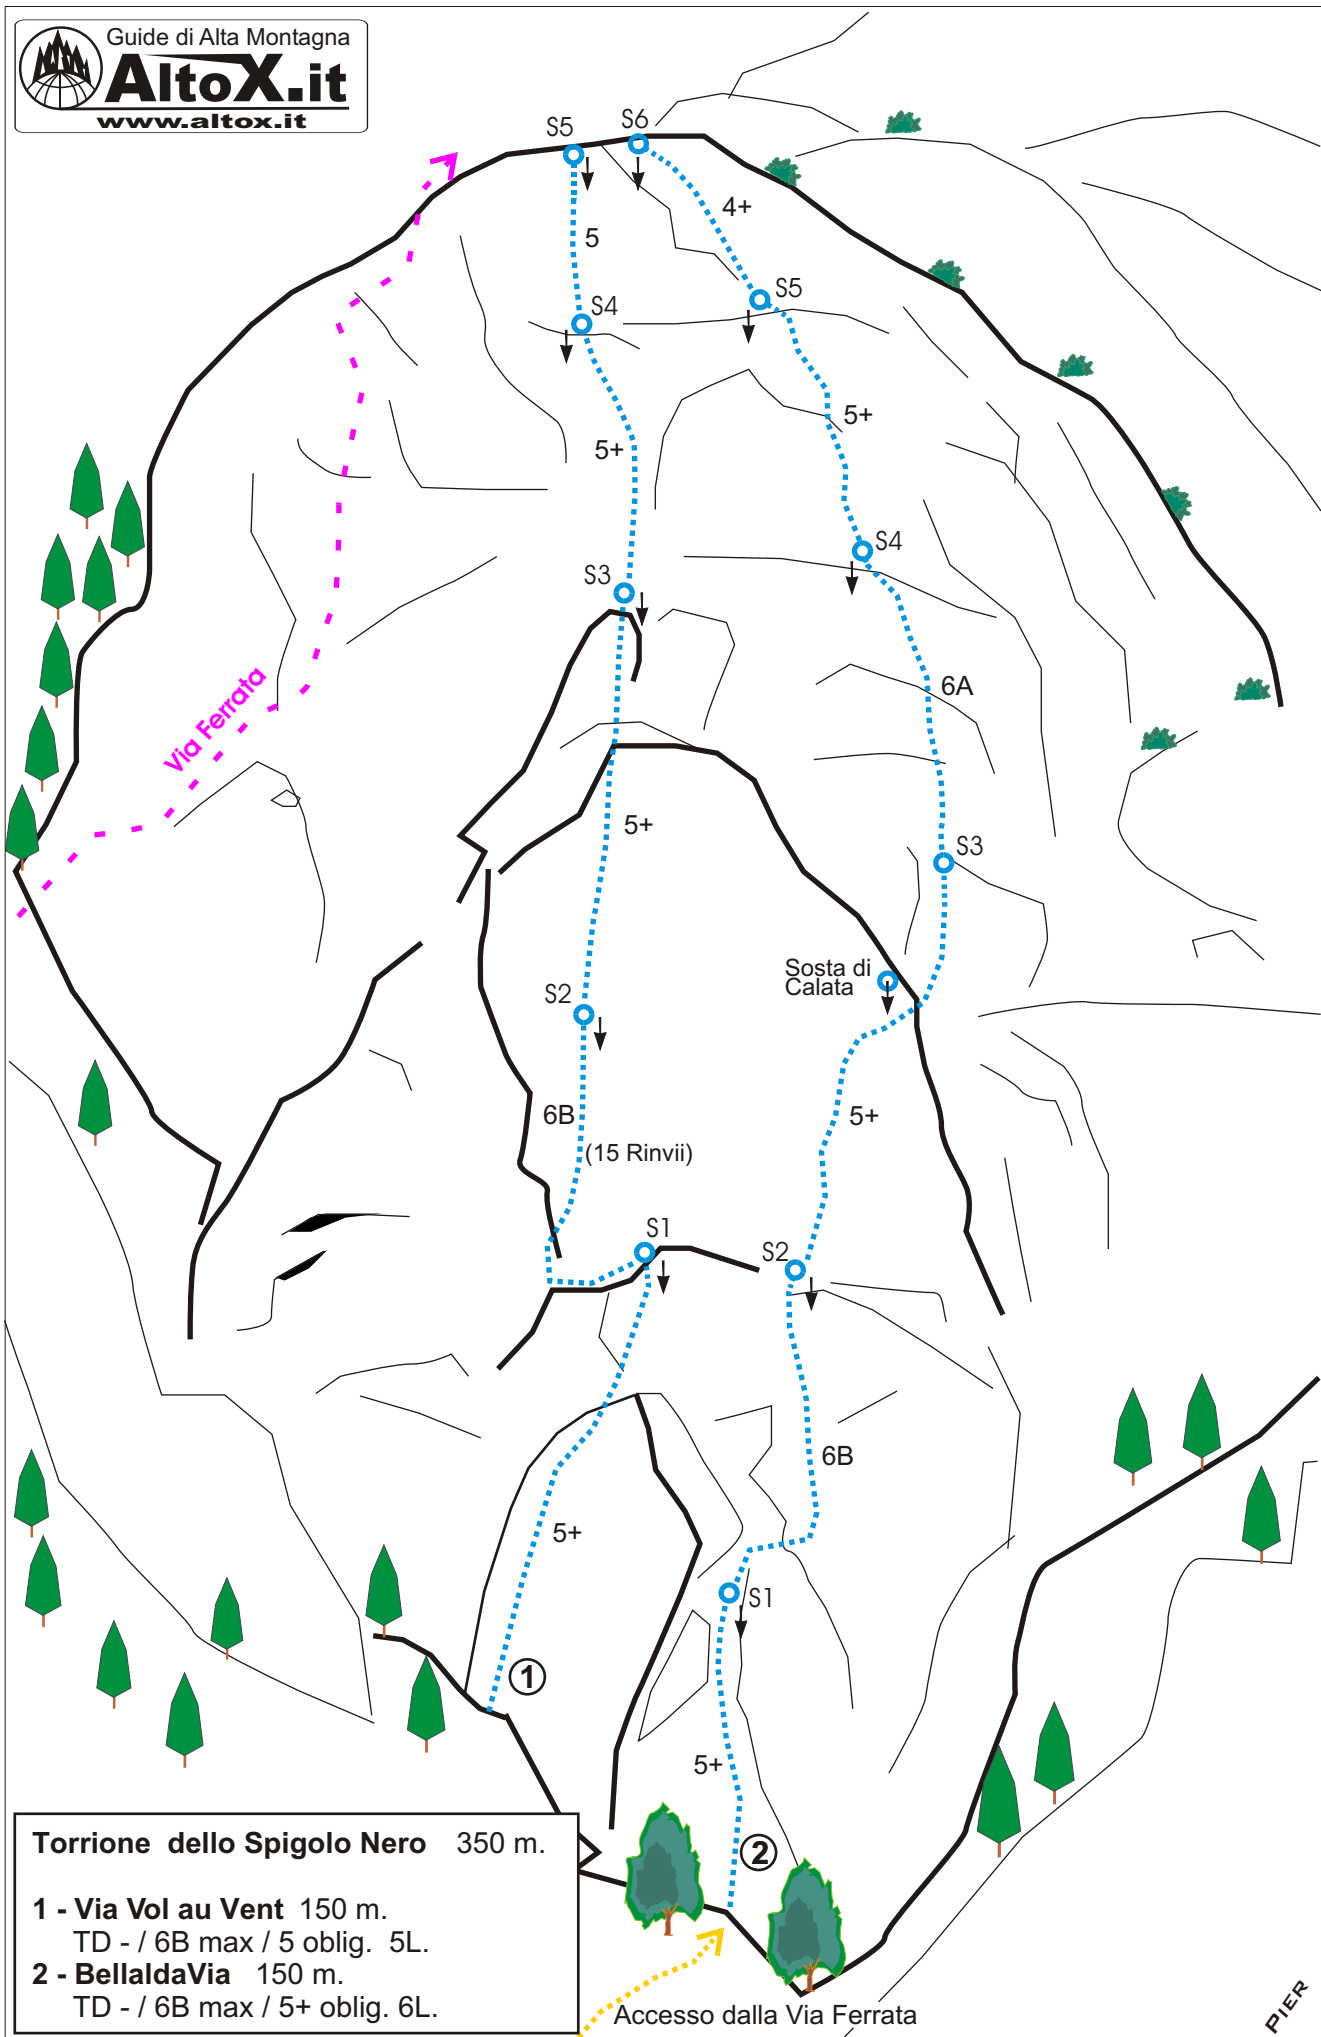 Guide di Alta Montagna
AltoX.it
www.altox.it
S5
S6
4+
5
S5
S4
5+
5+
S4
S3
6A
Via Ferrata
5+
S3
Sosta di
Calata
S2
6B
5+
(15 Rinvii)
S1
S2
6B
5+
S1
1
5+
2
Torrione dello Spigolo Nero 350 m.
1 - Via Vol au Vent 150 m.
TD - / 6B max / 5 oblig. 5L.
2 - BellaldaVia 150 m.
TD - / 6B max / 5+ oblig. 6L.
Accesso dalla Via Ferrata
PIER